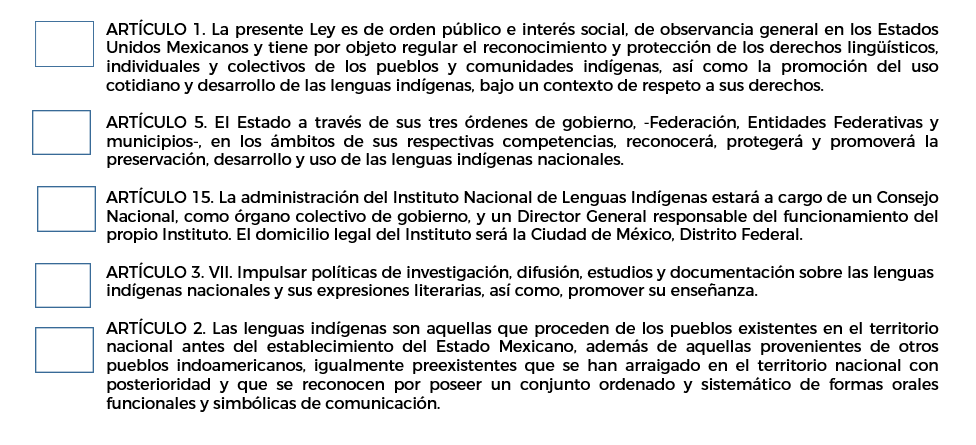 ARTÍCULO 1. La presente Ley es de orden público e interés social, de observancia general en los Estados
Unidos Mexicanos y tiene por objeto regular el reconocimiento y protección de los derechos lingüísticos,
individuales y colectivos de los pueblos y comunidades indígenas, así como la promoción del uso
cotidiano y desarrollo de las lenguas indígenas, bajo un contexto de respeto a sus derechos.
ARTÍCULO 5. El Estado a través de sus tres órdenes de gobierno, -Federación, Entidades Federativas y
municipios-, en los ámbitos de sus respectivas competencias, reconocerá, protegerá y promoverá la
preservación, desarrollo y uso de las lenguas indígenas nacionales.
ARTÍCULO 15. La administración del Instituto Nacional de Lenguas Indígenas estará a cargo de un Consejo
Nacional, como órgano colectivo de gobierno, y un Director General responsable del funcionamiento del
propio Instituto. El domicilio legal del Instituto será la Ciudad de México, Distrito Federal.
ARTÍCULO 3. VII. Impulsar políticas de investigación, difusión, estudios y documentación sobre las lenguas
indígenas nacionales y sus expresiones literarias, así como, promover su enseñanza.
ARTÍCULO 2. Las lenguas indígenas son aquellas que proceden de los pueblos existentes en el territorio
nacional antes del establecimiento del Estado Mexicano, además de aquellas provenientes de otros
pueblos indoamericanos, igualmente preexistentes que se han arraigado en el territorio nacional con
posterioridad y que se reconocen por poseer un conjunto ordenado y sistemático de formas orales
funcionales y simbólicas de comunicación.